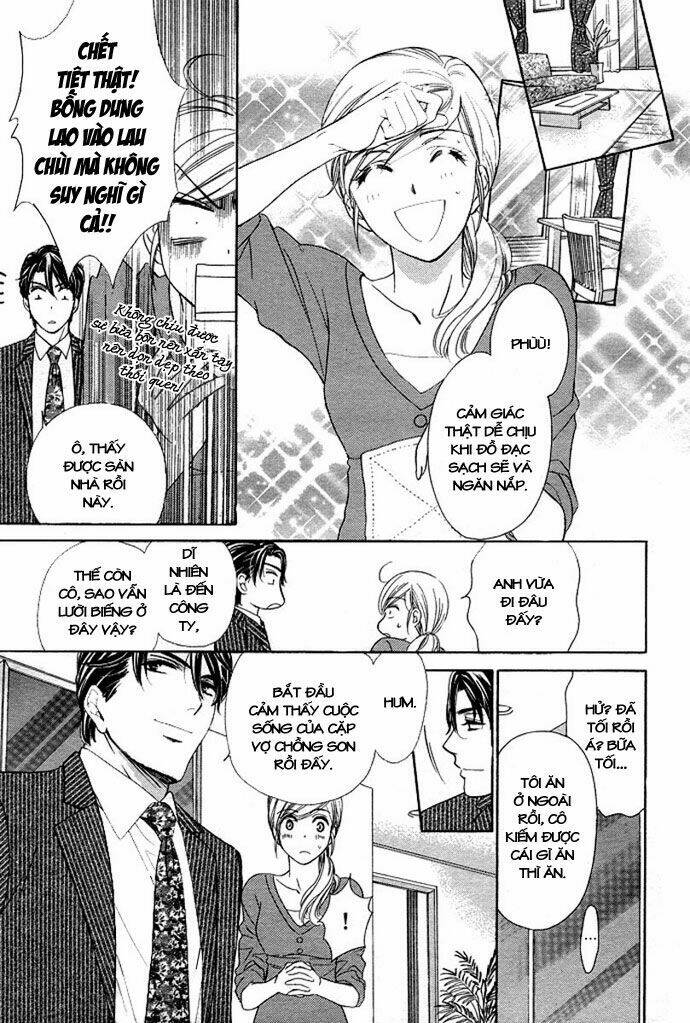 PHÙÙ!
CẢM GIÁC
THẬT DỄ CHỊU
KHI ĐỒ ĐẠC
SẠCH SẼ VÀ
NGĂN NẮP.
CHẾT
TIỆT THẬT!
BỖNG DUNG
LAO VÀO LAU
CHÙI MÀ KHÔNG
SUY NGHĨ GÌ
CẢ!!
Không chịu được
sự bừa bộn nên xắn tay
nên dọn dẹp theo
thói quen!
Ồ, THẤY
ĐƯỢC SÀN
NHÀ RỒI
NÀY.
ANH VỪA
ĐI ĐÂU
ĐẤY?
DĨ
NHIÊN
LÀ ĐẾN
CÔNG
TY,
THẾ CÒN
CÔ, SAO VẪN
LƯỜI BIẾNG Ở
ĐÂY VẬY?
HỬ? ĐÃ
TỐI RỒI
Á? BỮA
TỐI...
TÔI ĂN
Ở NGOÀI
RỒI, CÔ
KIẾM ĐƯỢC
CÁI GÌ ĂN
THÌ ĂN.
....
HƯM.
BẮT ĐẦU
CẢM THẤY CUỘC
SỐNG CỦA CẶP
VỢ CHỒNG SON
RỒI ĐẤY.
!